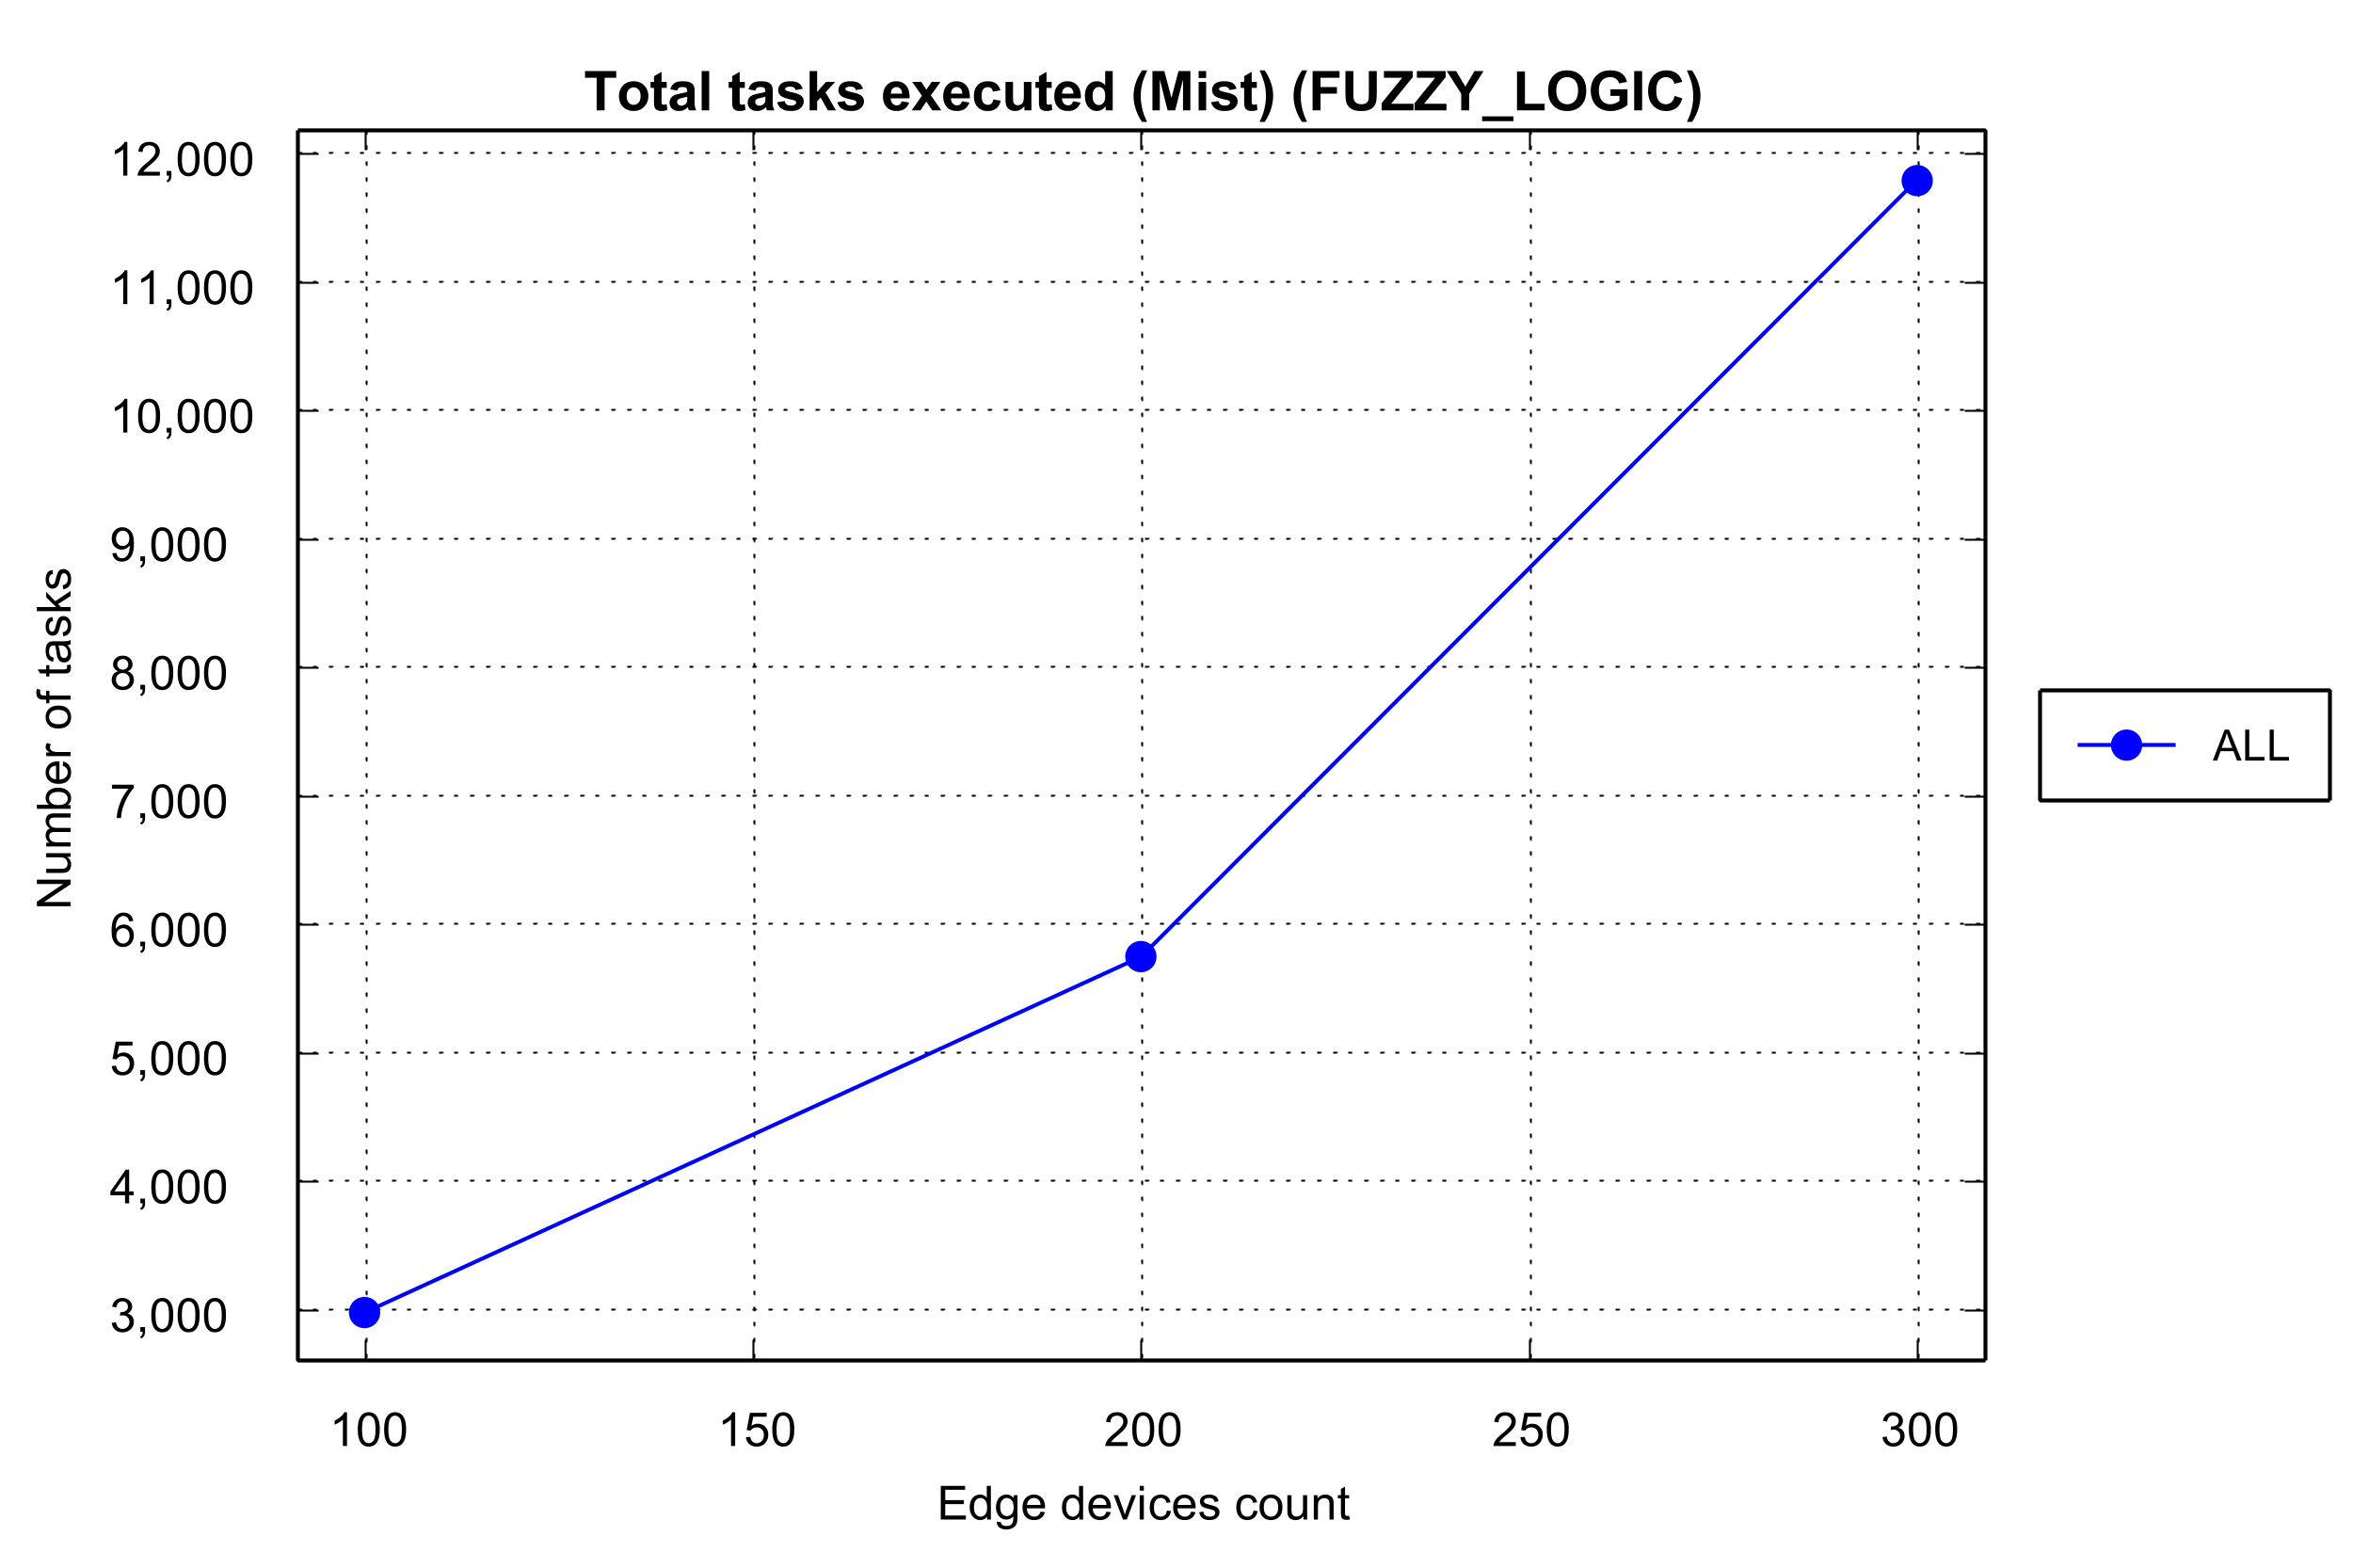 Total tasks executed (Mist) (FUZZY_LOGIC)
12,000
11,000
10,000
9,000
8,000
7,000
6,000
5,000
4,000
3,000
Number of tasks
ALL
100 150 200 250 300
Edge devices count